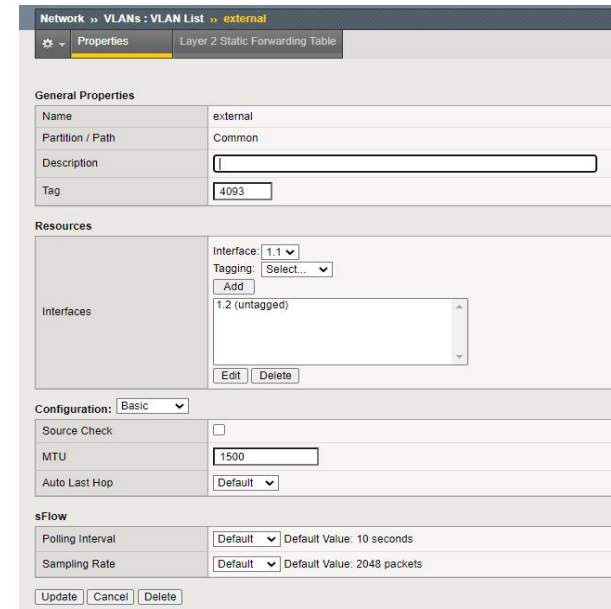 Network ›› VLANs : VLAN List ›› external
Properties
Layer 2 Static Forwarding Table
General Properties
Name external
Partition / Path Common
Description
Tag 4093
Resources
Interfaces
Interface: 1.1
Tagging: Select...
Add
1.2 (untagged)
Edit Delete
Configuration: Basic
Source Check
MTU 1500
Auto Last Hop Default
sFlow
Polling Interval Default Default Value: 10 seconds
Sampling Rate Default Default Value: 2048 packets
Update Cancel Delete